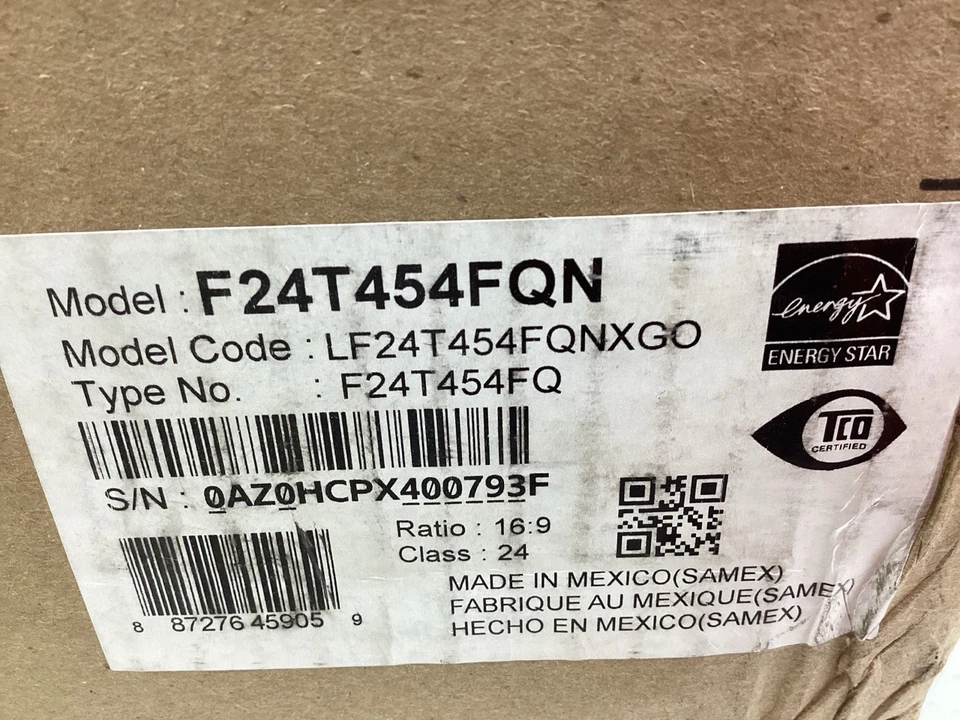 Model : F24T454FQN
Model Code : LF24T454FQNXGO
Type No. : F24T454FQ
S/N : 0AZ0HCPX400793F
Ratio : 16:9
Class : 24
8 87276 45905 9
MADE IN MEXICO(SAMEX)
FABRIQUE AU MEXIQUE(SAMEX)
HECHO EN MEXICO(SAMEX)
energy
ENERGY STAR
TCO
CERTIFIED